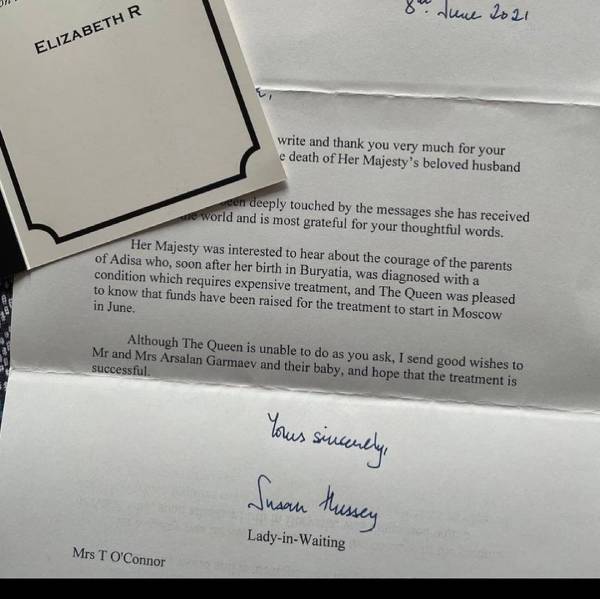 ELIZABETH R
8th June 2021
write and thank you very much for your
death of Her Majesty's beloved husband
been deeply touched by the messages she has received
world and is most grateful for your thoughtful words.
Her Majesty was interested to hear about the courage of the parents
of Adisa who, soon after her birth in Buryatia, was diagnosed with a
condition which requires expensive treatment, and The Queen was pleased
to know that funds have been raised for the treatment to start in Moscow
in June.
Although The Queen is unable to do as you ask, I send good wishes to
Mr and Mrs Arsalan Garmaev and their baby, and hope that the treatment is
successful.
Yours sincerely,
Susan Hussey
Lady-in-Waiting
Mrs T O'Connor